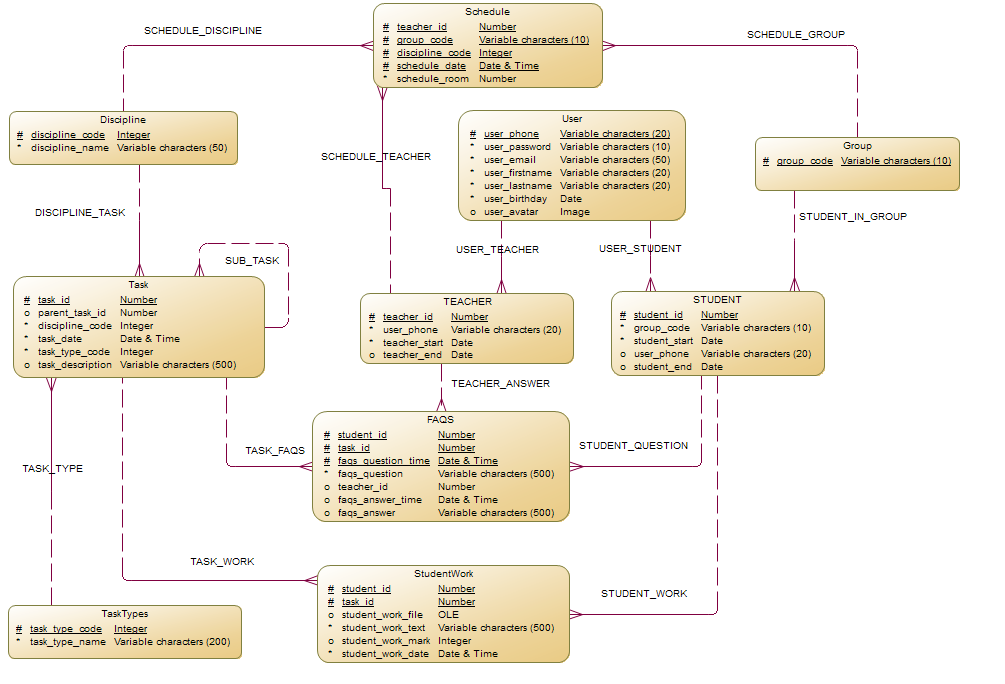 Schedule
# teacher_id Number
# group_code Variable characters (10)
# discipline_code Integer
# schedule_date Date & Time
* schedule_room Number
SCHEDULE_DISCIPLINE
SCHEDULE_GROUP
Discipline
# discipline_code Integer
* discipline_name Variable characters (50)
User
# user_phone Variable characters (20)
* user_password Variable characters (10)
* user_email Variable characters (50)
* user_firstname Variable characters (20)
* user_lastname Variable characters (20)
* user_birthday Date
o user_avatar Image
Group
# group_code Variable characters (10)
SCHEDULE_TEACHER
DISCIPLINE_TASK
STUDENT_IN_GROUP
SUB_TASK
USER_TEACHER
USER_STUDENT
Task
# task_id Number
o parent_task_id Number
* discipline_code Integer
* task_date Date & Time
* task_type_code Integer
o task_description Variable characters (500)
TEACHER
# teacher_id Number
* user_phone Variable characters (20)
* teacher_start Date
o teacher_end Date
STUDENT
# student_id Number
* group_code Variable characters (10)
* student_start Date
o user_phone Variable characters (20)
o student_end Date
TEACHER_ANSWER
FAQS
# student_id Number
# task_id Number
# faqs_question_time Date & Time
* faqs_question Variable characters (500)
o teacher_id Number
o faqs_answer_time Date & Time
o faqs_answer Variable characters (500)
TASK_FAQS
STUDENT_QUESTION
TASK_TYPE
TASK_WORK
STUDENT_WORK
StudentWork
# student_id Number
# task_id Number
o student_work_file OLE
* student_work_text Variable characters (500)
o student_work_mark Integer
* student_work_date Date & Time
TaskTypes
# task_type_code Integer
* task_type_name Variable characters (200)